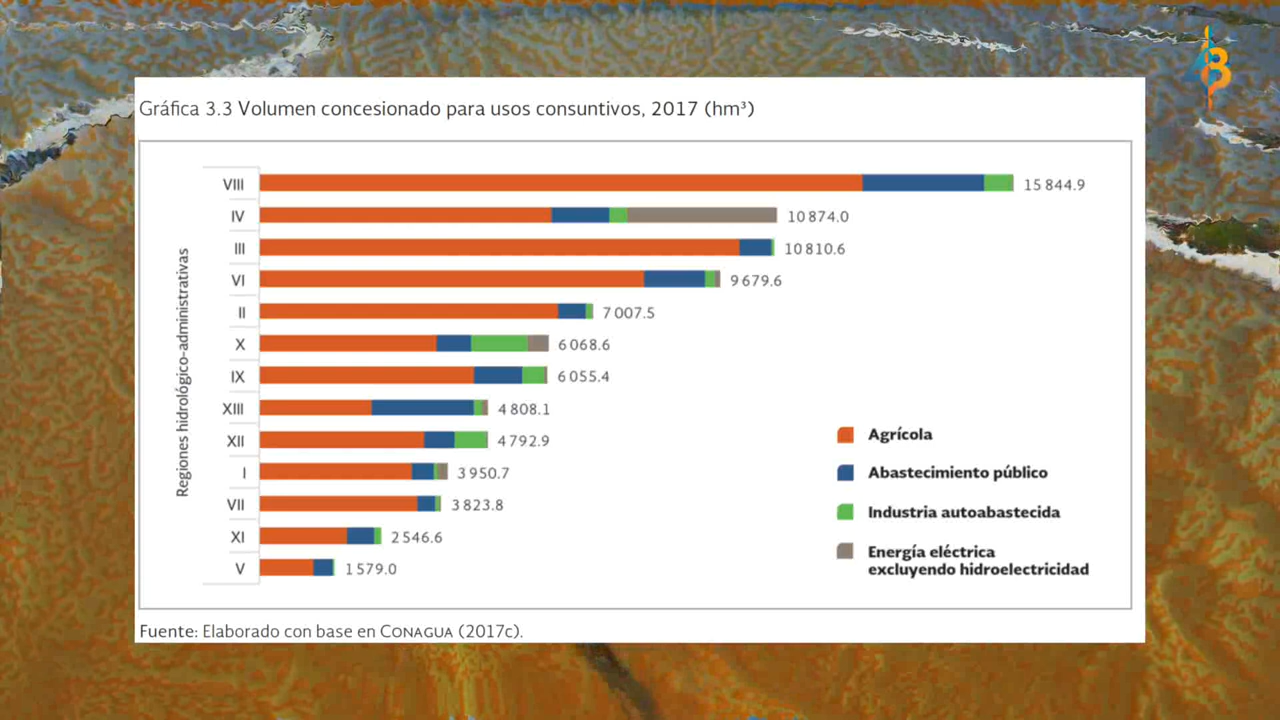 Gráfica 3.3 Volumen concesionado para usos consuntivos, 2017 (hm³)
Regiones hidrológico-administrativas
VIII 15 844.9
IV 10 874.0
III 10 810.6
VI 9 679.6
II 7 007.5
X 6 068.6
IX 6 055.4
XIII 4 808.1
XII 4 792.9
I 3 950.7
VII 3 823.8
XI 2 546.6
V 1 579.0
Agrícola
Abastecimiento público
Industria autoabastecida
Energía eléctrica
excluyendo hidroelectricidad
Fuente: Elaborado con base en CONAGUA (2017c).